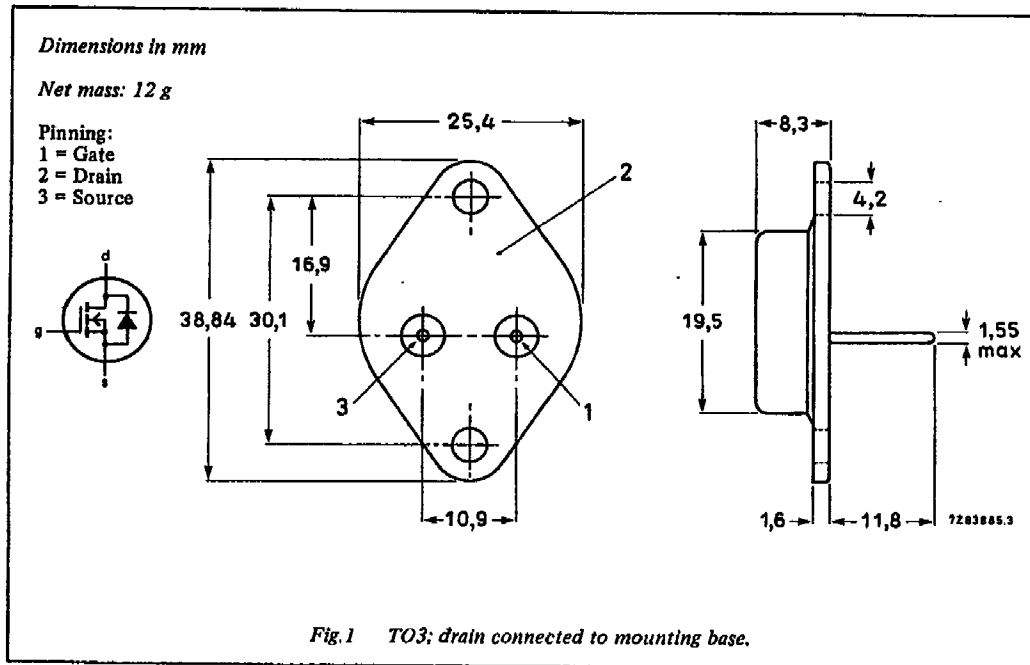 Dimensions in mm
Net mass: 12 g
Pinning:
1 = Gate
2 = Drain
3 = Source
d
g
s
25,4
2
38,84
30,1
16,9
3
1
10,9
8,3
4,2
19,5
1,55
max
1,6
11,8
7Z83885.3
Fig.1 TO3; drain connected to mounting base.